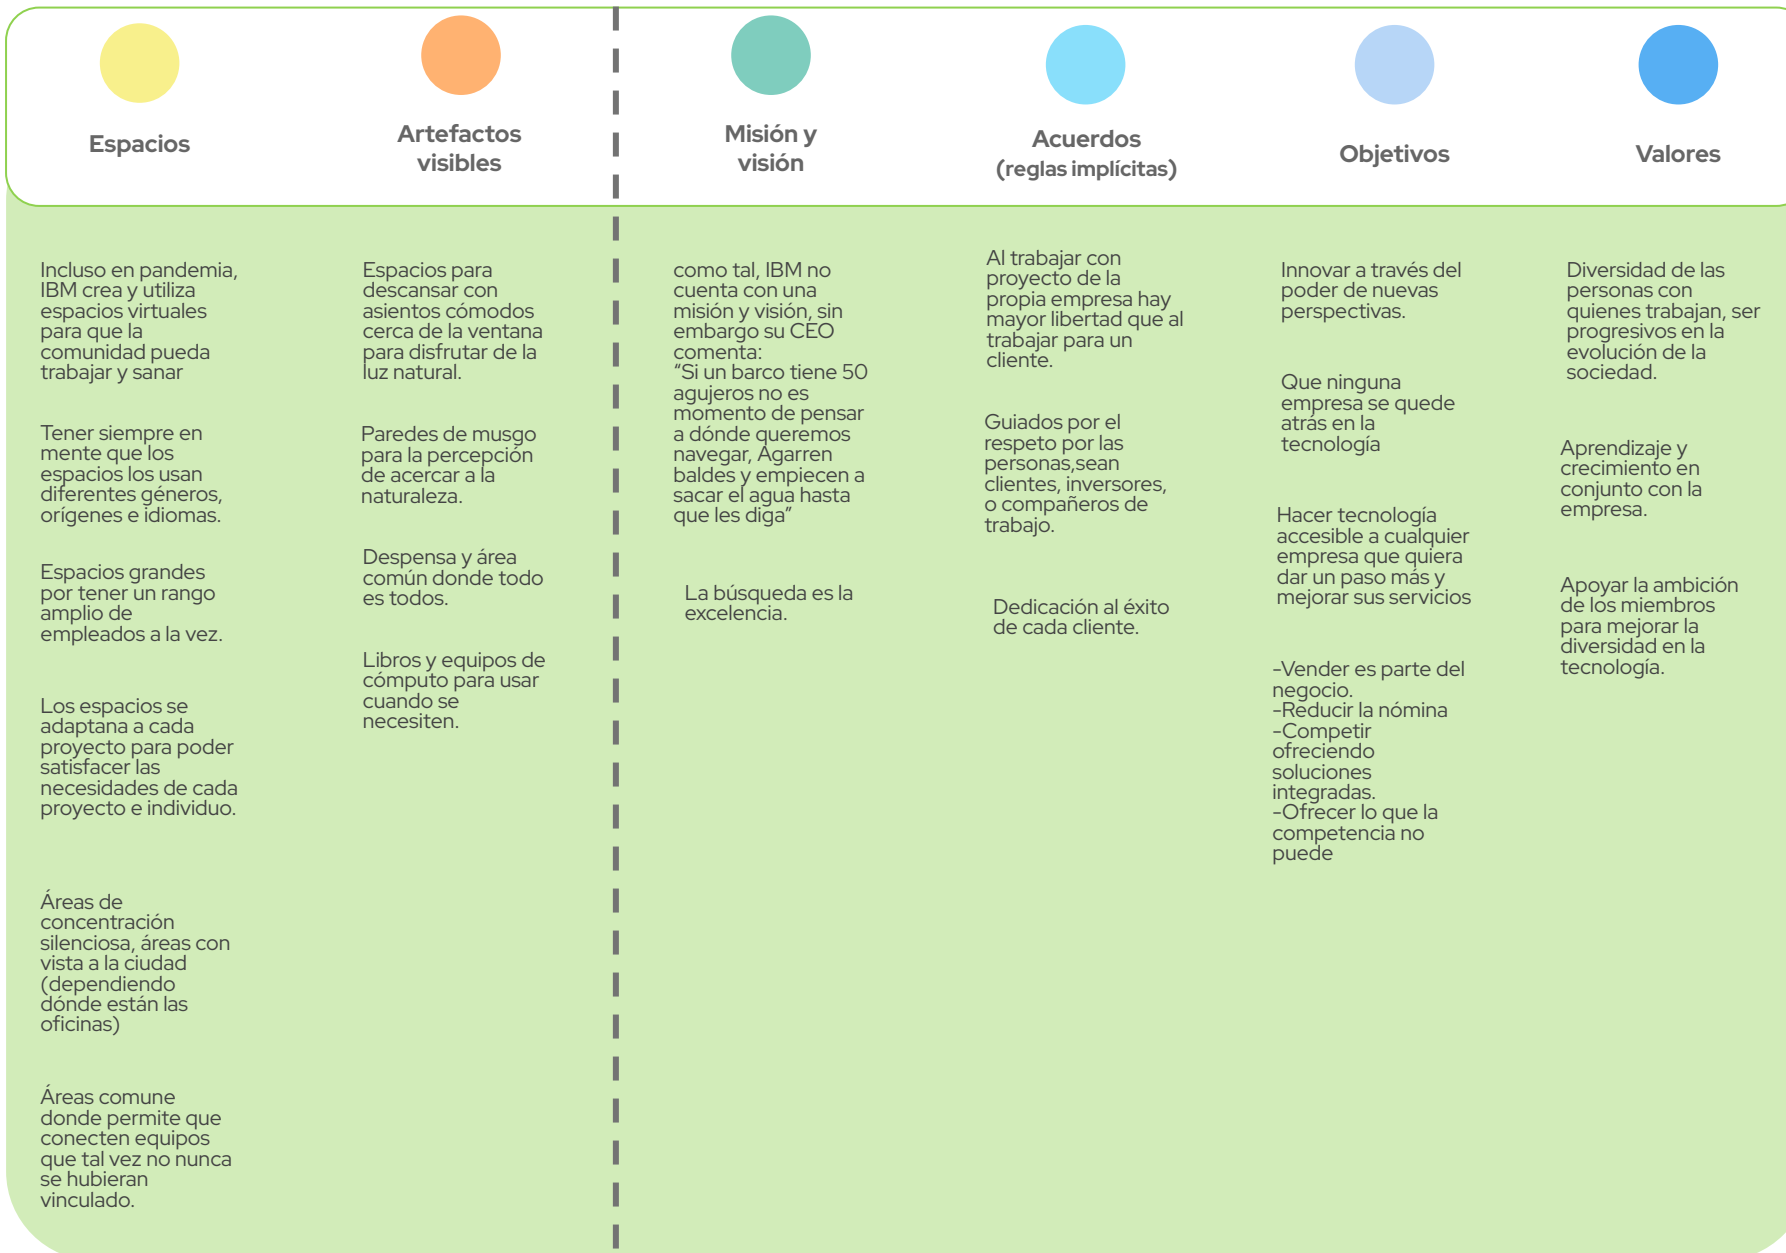 Espacios
Artefactos
visibles
Misión y
visión
Acuerdos
(reglas implícitas)
Objetivos
Valores
Incluso en pandemia,
IBM crea y utiliza
espacios virtuales
para que la
comunidad pueda
trabajar y sanar
Tener siempre en
mente que los
espacios los usan
diferentes géneros,
orígenes e idiomas.
Espacios grandes
por tener un rango
amplio de
empleados a la vez.
Los espacios se
adaptana a cada
proyecto para poder
satisfacer las
necesidades de cada
proyecto e individuo.
Áreas de
concentración
silenciosa, áreas con
vista a la ciudad
(dependiendo
dónde están las
oficinas)
Áreas comune
donde permite que
conecten equipos
que tal vez no nunca
se hubieran
vinculado.
Espacios para
descansar con
asientos cómodos
cerca de la ventana
para disfrutar de la
luz natural.
Paredes de musgo
para la percepción
de acercar a la
naturaleza.
Despensa y área
común donde todo
es todos.
Libros y equipos de
cómputo para usar
cuando se
necesiten.
como tal, IBM no
cuenta con una
misión y visión, sin
embargo su CEO
comenta:
"Si un barco tiene 50
agujeros no es
momento de pensar
a dónde queremos
navegar, Agarren
baldes y empiecen a
sacar el agua hasta
que les diga"
La búsqueda es la
excelencia.
Al trabajar con
proyecto de la
propia empresa hay
mayor libertad que al
trabajar para un
cliente.
Guiados por el
respeto por las
personas,sean
clientes, inversores,
o compañeros de
trabajo.
Dedicación al éxito
de cada cliente.
Innovar a través del
poder de nuevas
perspectivas.
Que ninguna
empresa se quede
atrás en la
tecnología
Hacer tecnología
accesible a cualquier
empresa que quiera
dar un paso más y
mejorar sus servicios
-Vender es parte del
negocio.
-Reducir la nómina
-Competir
ofreciendo
soluciones
integradas.
-Ofrecer lo que la
competencia no
puede
Diversidad de las
personas con
quienes trabajan, ser
progresivos en la
evolución de la
sociedad.
Aprendizaje y
crecimiento en
conjunto con la
empresa.
Apoyar la ambición
de los miembros
para mejorar la
diversidad en la
tecnología.